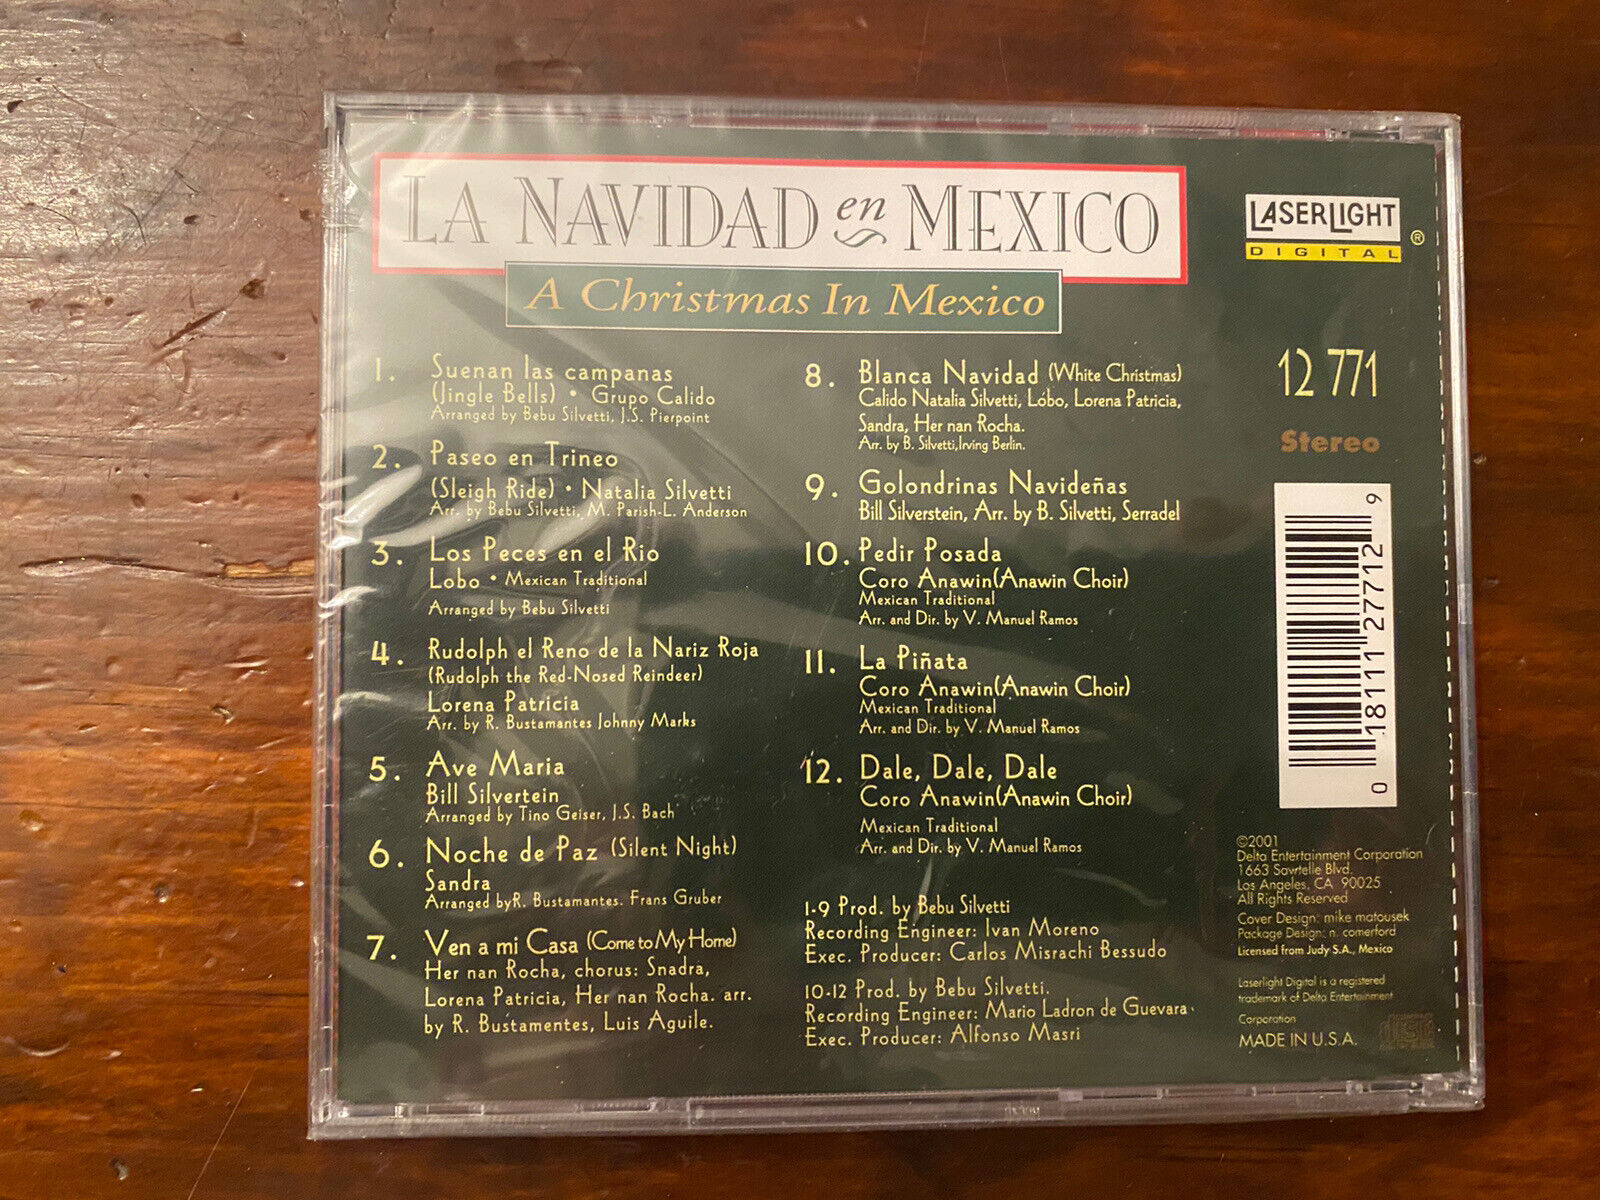 LA NAVIDAD en MEXICO
A Christmas In Mexico
1. Suenan las campanas
(Jingle Bells) • Grupo Calido
Arranged by Bebu Silvetti, J.S. Pierpoint
2. Paseo en Trineo
(Sleigh Ride) • Natalia Silvetti
Arr. by Bebu Silvetti, M. Parish-L. Anderson
3. Los Peces en el Rio
Lobo • Mexican Traditional
Arranged by Bebu Silvetti
4. Rudolph el Reno de la Nariz Roja
(Rudolph the Red-Nosed Reindeer)
Lorena Patricia
Arr. by R. Bustamantes Johnny Marks
5. Ave Maria
Bill Silvertein
Arranged by Tino Geiser, J.S. Bach
6. Noche de Paz (Silent Night)
Sandra
Arranged byR. Bustamantes. Frans Gruber
7. Ven a mi Casa (Come to My Home)
Her nan Rocha, chorus: Snadra,
Lorena Patricia, Her nan Rocha. arr.
by R. Bustamentes, Luis Aguile.
8. Blanca Navidad (White Christmas)
Calido Natalia Silvetti, Lobo, Lorena Patricia,
Sandra, Her nan Rocha.
Arr. by B. Silvetti,Irving Berlin.
9. Golondrinas Navideñas
Bill Silverstein, Arr. by B. Silvetti, Serradel
10. Pedir Posada
Coro Anawin(Anawin Choir)
Mexican Traditional
Arr. and Dir. by V. Manuel Ramos
11. La Piñata
Coro Anawin(Anawin Choir)
Mexican Traditional
Arr. and Dir. by V. Manuel Ramos
12. Dale, Dale, Dale
Coro Anawin(Anawin Choir)
Mexican Traditional
Arr. and Dir. by V. Manuel Ramos
1-9 Prod. by Bebu Silvetti
Recording Engineer: Ivan Moreno
Exec. Producer: Carlos Misrachi Bessudo
10-12 Prod. by Bebu Silvetti.
Recording Engineer: Mario Ladron de Guevara
Exec. Producer: Alfonso Masri
LASERLIGHT
DIGITAL ®
12 771
Stereo
0 18111 27712 9
©2001
Delta Entertainment Corporation
1663 Sawtelle Blvd.
Los Angeles, CA 90025
All Rights Reserved
Cover Design: mike matousek
Package Design: n. comerford
Licensed from Judy S.A., Mexico
Laserlight Digital is a registered
trademark of Delta Entertainment
Corporation
MADE IN U.S.A.